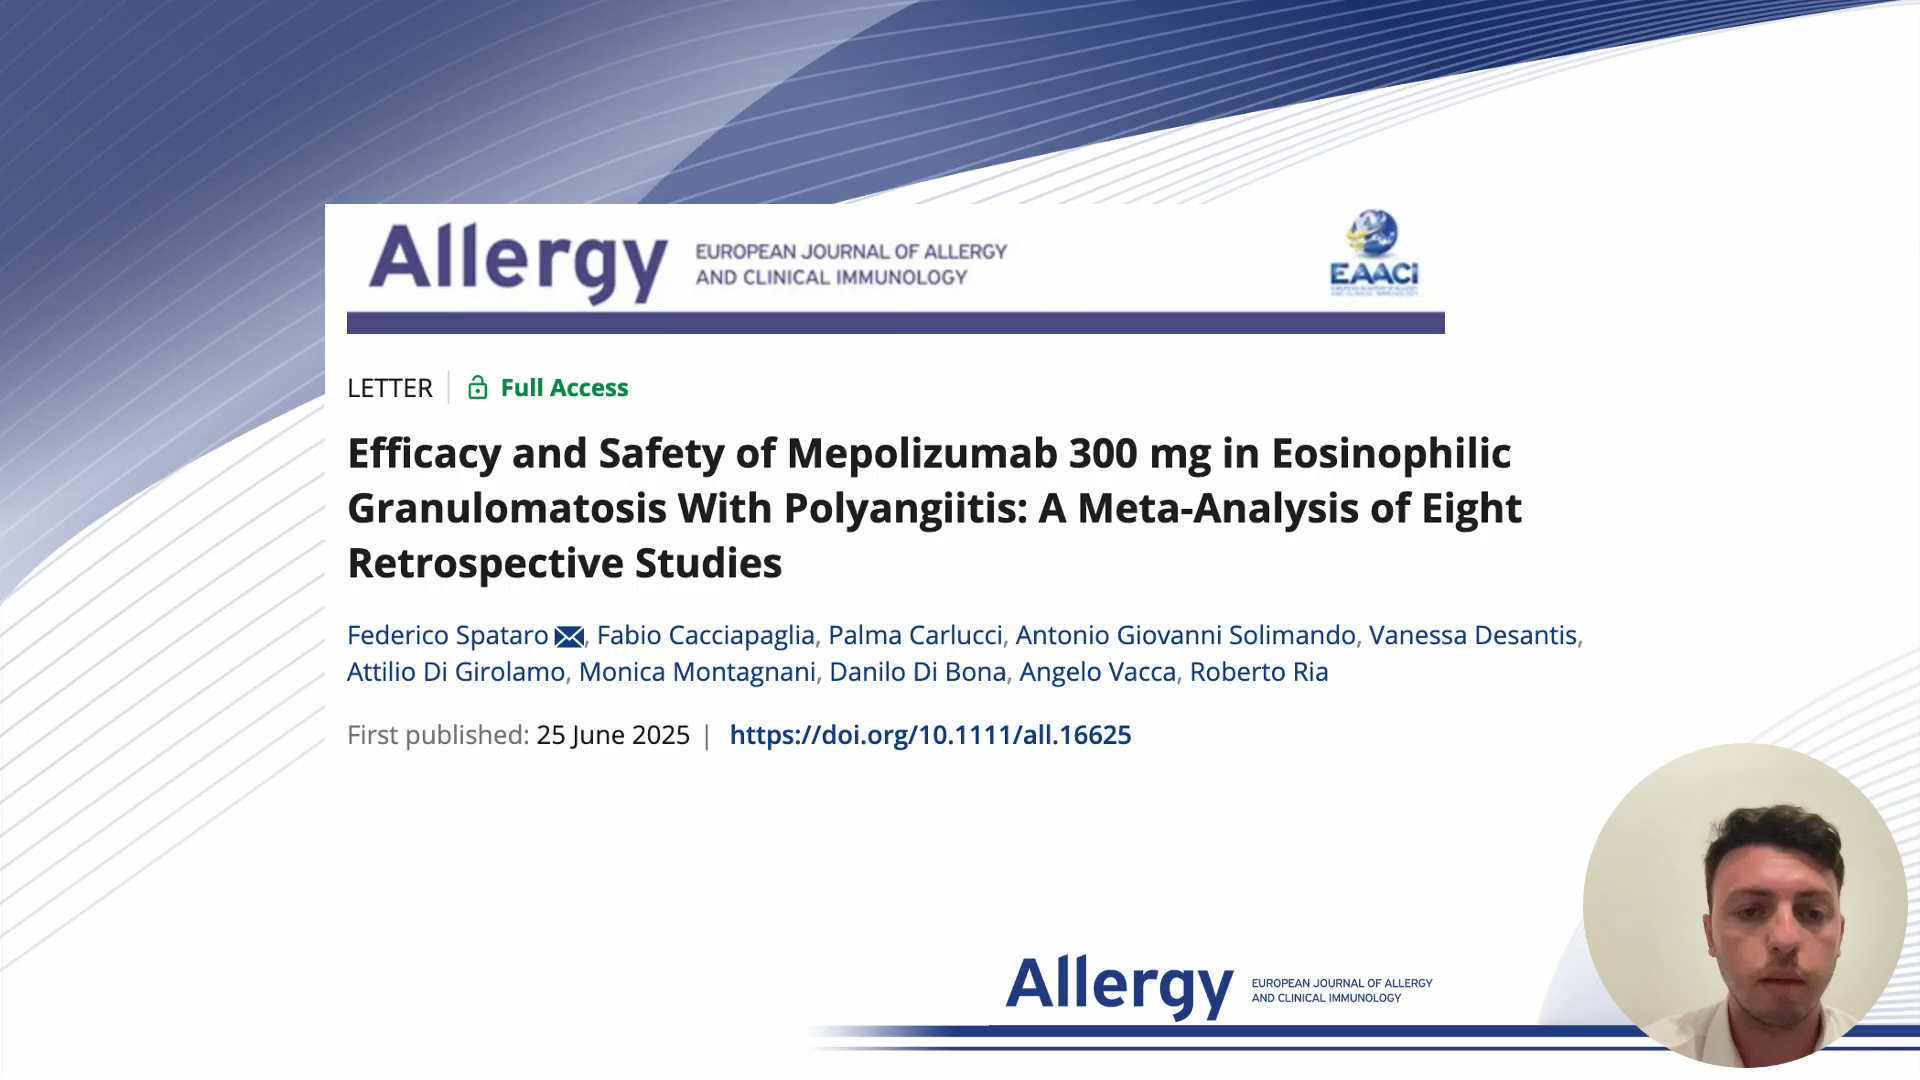 Allergy
EUROPEAN JOURNAL OF ALLERGY
AND CLINICAL IMMUNOLOGY
EAACI
LETTER
Full Access
Efficacy and Safety of Mepolizumab 300 mg in Eosinophilic
Granulomatosis With Polyangiitis: A Meta-Analysis of Eight
Retrospective Studies
Federico Spataro, Fabio Cacciapaglia, Palma Carlucci, Antonio Giovanni Solimando, Vanessa Desantis,
Attilio Di Girolamo, Monica Montagnani, Danilo Di Bona, Angelo Vacca, Roberto Ria
First published: 25 June 2025 | https://doi.org/10.1111/all.16625
Allergy
EUROPEAN JOURNAL OF ALLERGY
AND CLINICAL IMMUNOLOGY